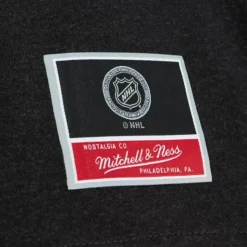 NHL
© NHL
NOSTALGIA CO
Mitchell & Ness
PHILADELPHIA, PA.